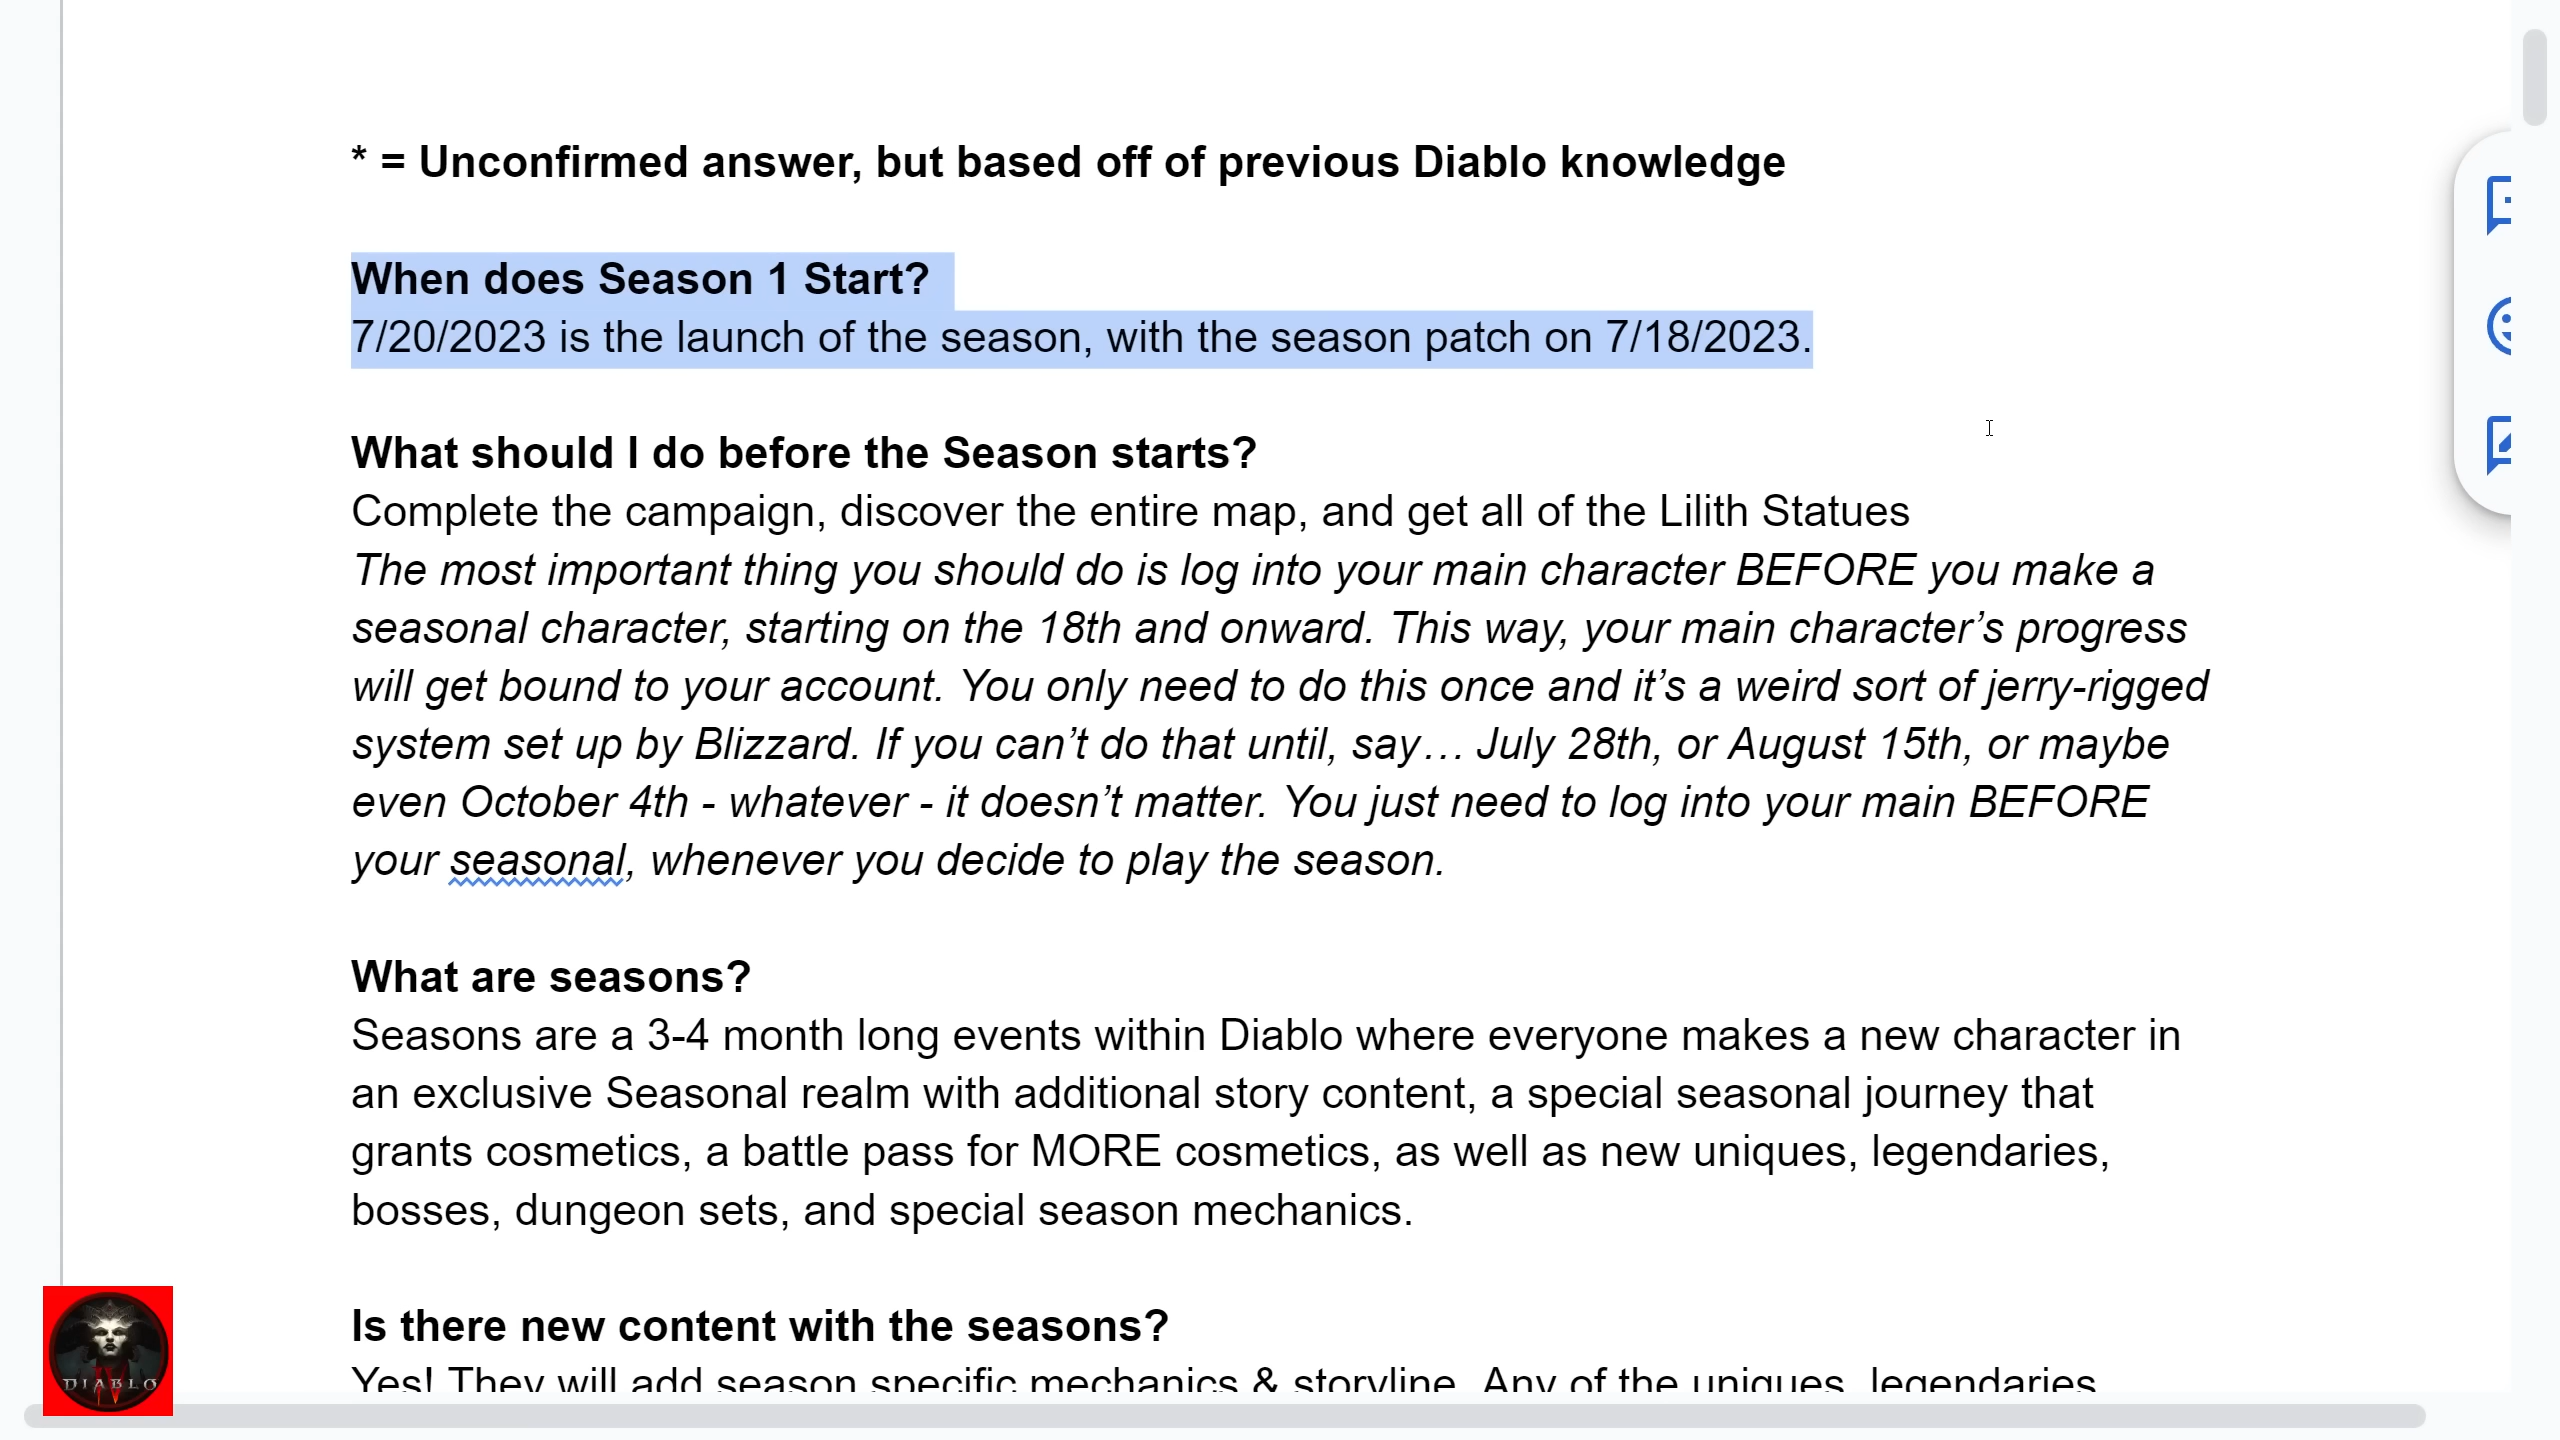 * = Unconfirmed answer, but based off of previous Diablo knowledge
When does Season 1 Start?
7/20/2023 is the launch of the season, with the season patch on 7/18/2023.
What should I do before the Season starts?
Complete the campaign, discover the entire map, and get all of the Lilith Statues
The most important thing you should do is log into your main character BEFORE you make a
seasonal character, starting on the 18th and onward. This way, your main character’s progress
will get bound to your account. You only need to do this once and it’s a weird sort of jerry-rigged
system set up by Blizzard. If you can’t do that until, say… July 28th, or August 15th, or maybe
even October 4th - whatever - it doesn’t matter. You just need to log into your main BEFORE
your seasonal, whenever you decide to play the season.
What are seasons?
Seasons are a 3-4 month long events within Diablo where everyone makes a new character in
an exclusive Seasonal realm with additional story content, a special seasonal journey that
grants cosmetics, a battle pass for MORE cosmetics, as well as new uniques, legendaries,
bosses, dungeon sets, and special season mechanics.
Is there new content with the seasons?
Yes! They will add season specific mechanics & storyline. Any of the uniques, legendaries,
DIABLO
IV